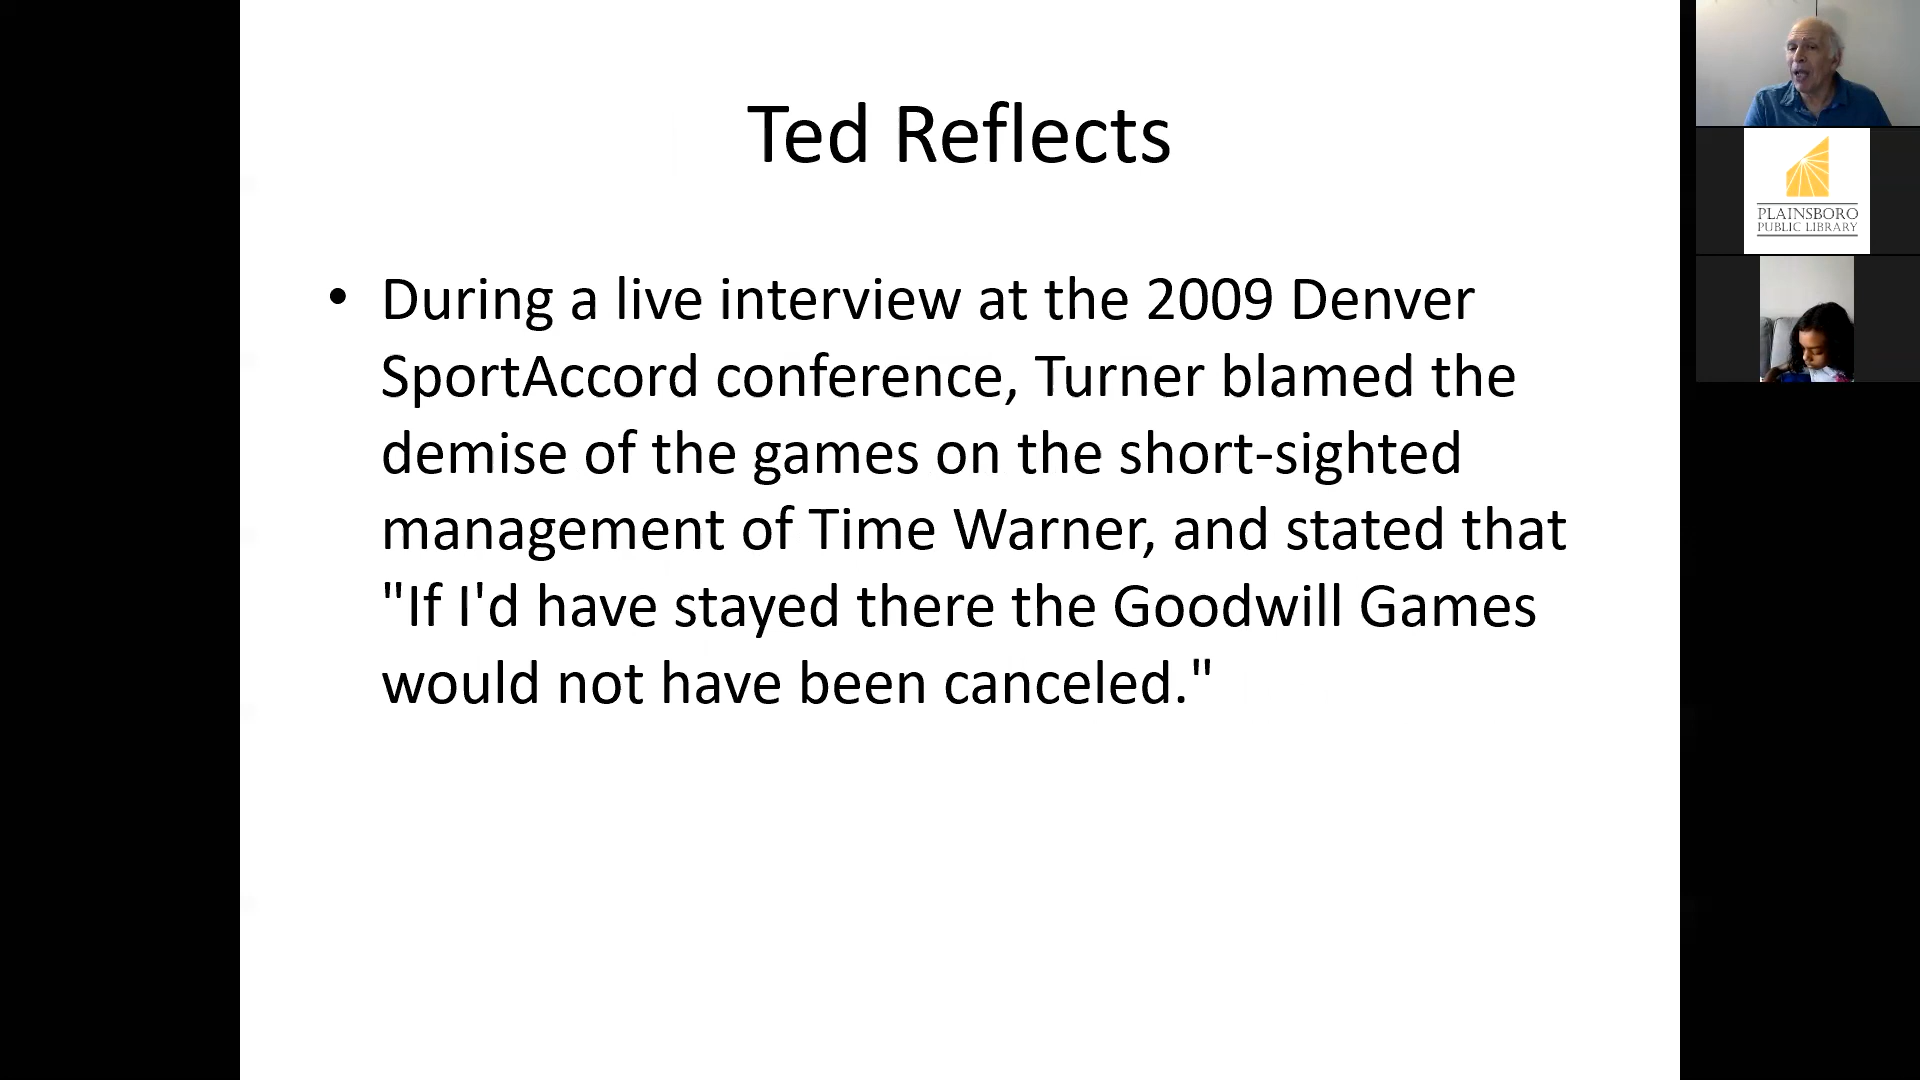 Ted Reflects
• During a live interview at the 2009 Denver
SportAccord conference, Turner blamed the
demise of the games on the short-sighted
management of Time Warner, and stated that
"If I'd have stayed there the Goodwill Games
would not have been canceled."
PLAINSBORO
PUBLIC LIBRARY